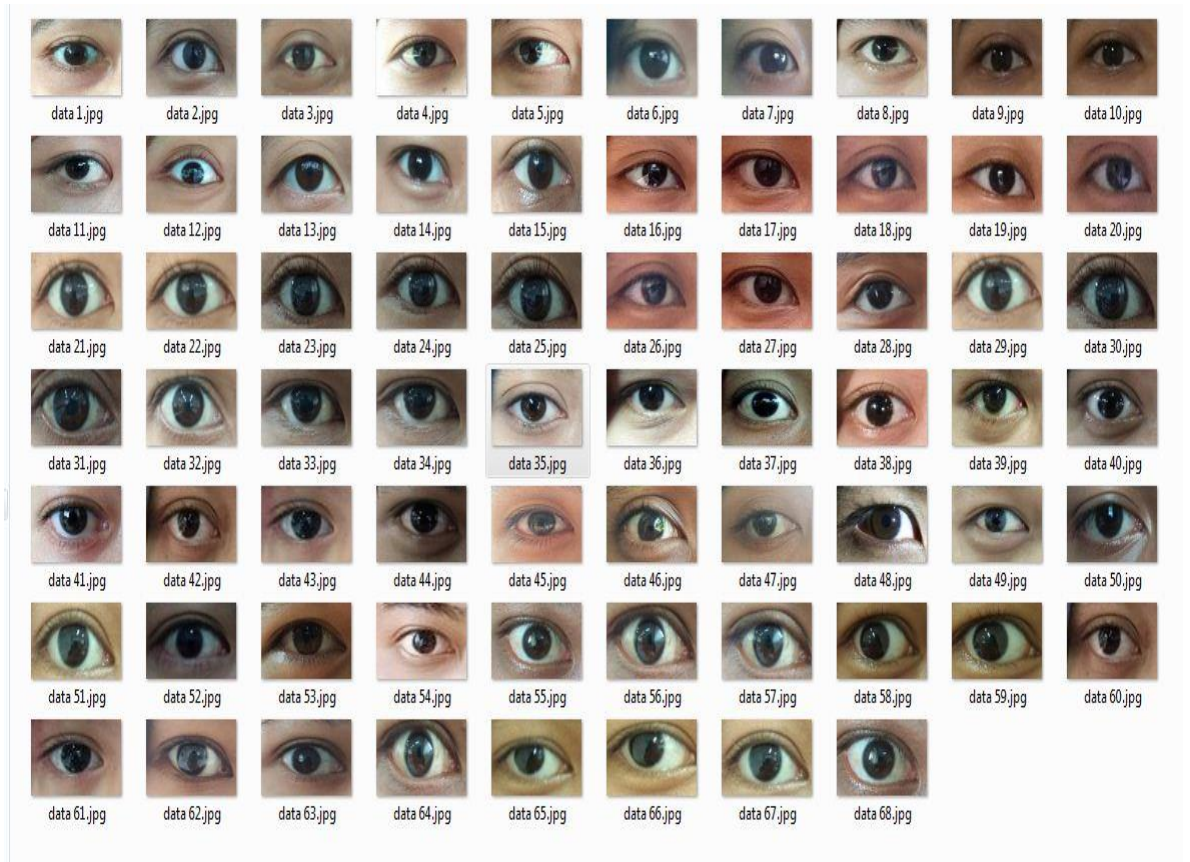 data 1.jpg data 2.jpg data 3.jpg data 4.jpg data 5.jpg data 6.jpg data 7.jpg data 8.jpg data 9.jpg data 10.jpg
data 11.jpg data 12.jpg data 13.jpg data 14.jpg data 15.jpg data 16.jpg data 17.jpg data 18.jpg data 19.jpg data 20.jpg
data 21.jpg data 22.jpg data 23.jpg data 24.jpg data 25.jpg data 26.jpg data 27.jpg data 28.jpg data 29.jpg data 30.jpg
data 31.jpg data 32.jpg data 33.jpg data 34.jpg data 35.jpg data 36.jpg data 37.jpg data 38.jpg data 39.jpg data 40.jpg
data 41.jpg data 42.jpg data 43.jpg data 44.jpg data 45.jpg data 46.jpg data 47.jpg data 48.jpg data 49.jpg data 50.jpg
data 51.jpg data 52.jpg data 53.jpg data 54.jpg data 55.jpg data 56.jpg data 57.jpg data 58.jpg data 59.jpg data 60.jpg
data 61.jpg data 62.jpg data 63.jpg data 64.jpg data 65.jpg data 66.jpg data 67.jpg data 68.jpg